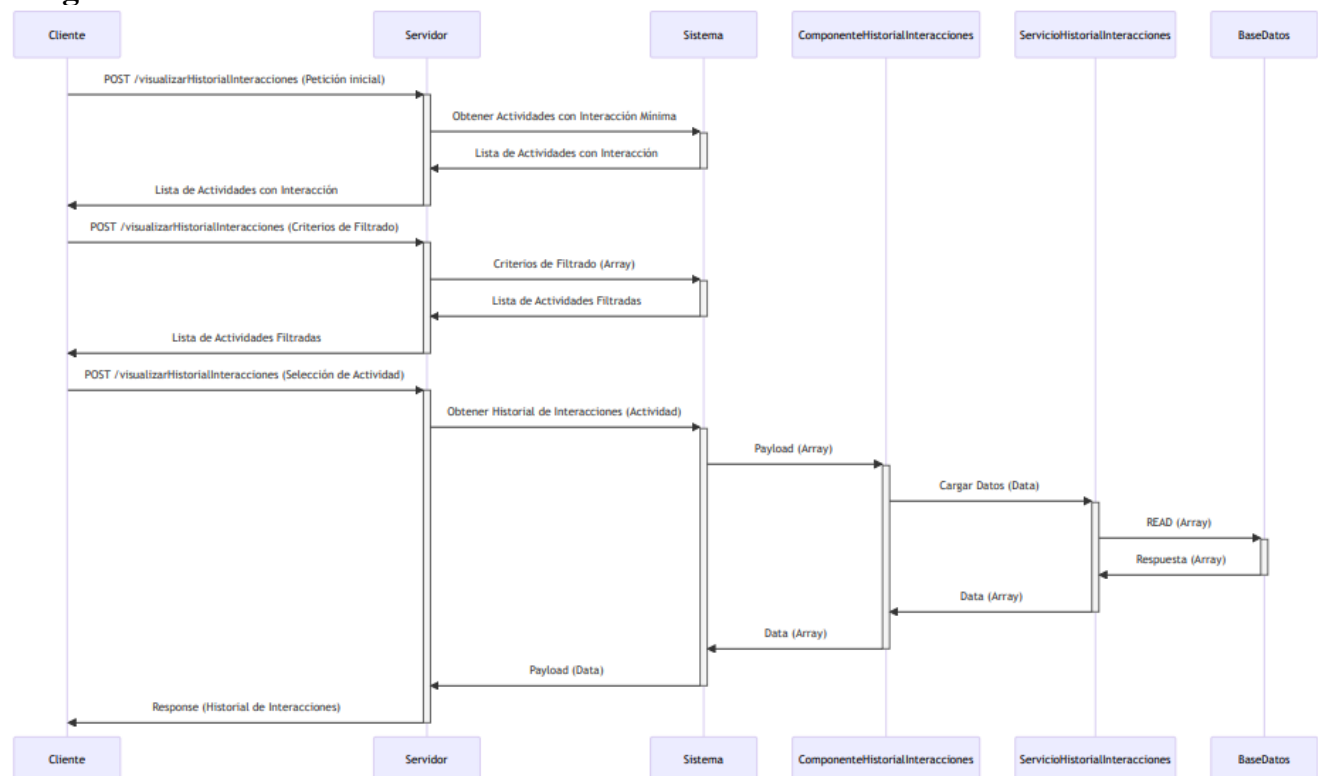 Cliente
Servidor
Sistema
ComponenteHistorialInteracciones
ServicioHistorialInteracciones
BaseDatos
POST /visualizarHistorialInteracciones (Petición inicial)
Obtener Actividades con Interacción Mínima
Lista de Actividades con Interacción
Lista de Actividades con Interacción
POST /visualizarHistorialInteracciones (Criterios de Filtrado)
Criterios de Filtrado (Array)
Lista de Actividades Filtradas
Lista de Actividades Filtradas
POST /visualizarHistorialInteracciones (Selección de Actividad)
Obtener Historial de Interacciones (Actividad)
Payload (Array)
Cargar Datos (Data)
READ (Array)
Respuesta (Array)
Data (Array)
Data (Array)
Payload (Data)
Response (Historial de Interacciones)
Cliente
Servidor
Sistema
ComponenteHistorialInteracciones
ServicioHistorialInteracciones
BaseDatos